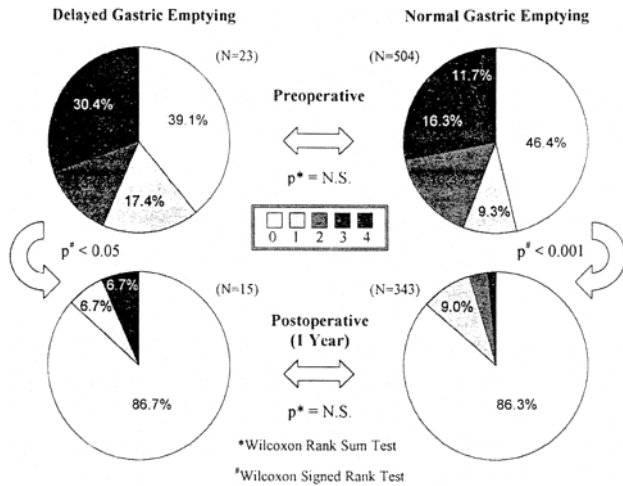 Delayed Gastric Emptying
Normal Gastric Emptying
(N=23)
(N=504)
30.4%
39.1%
17.4%
Preoperative
p* = N.S.
11.7%
16.3%
46.4%
9.3%
0 1 2 3 4
p# < 0.05
p# < 0.001
(N=15)
(N=343)
6.7%
6.7%
86.7%
Postoperative
(1 Year)
p* = N.S.
9.0%
86.3%
*Wilcoxon Rank Sum Test
#Wilcoxon Signed Rank Test